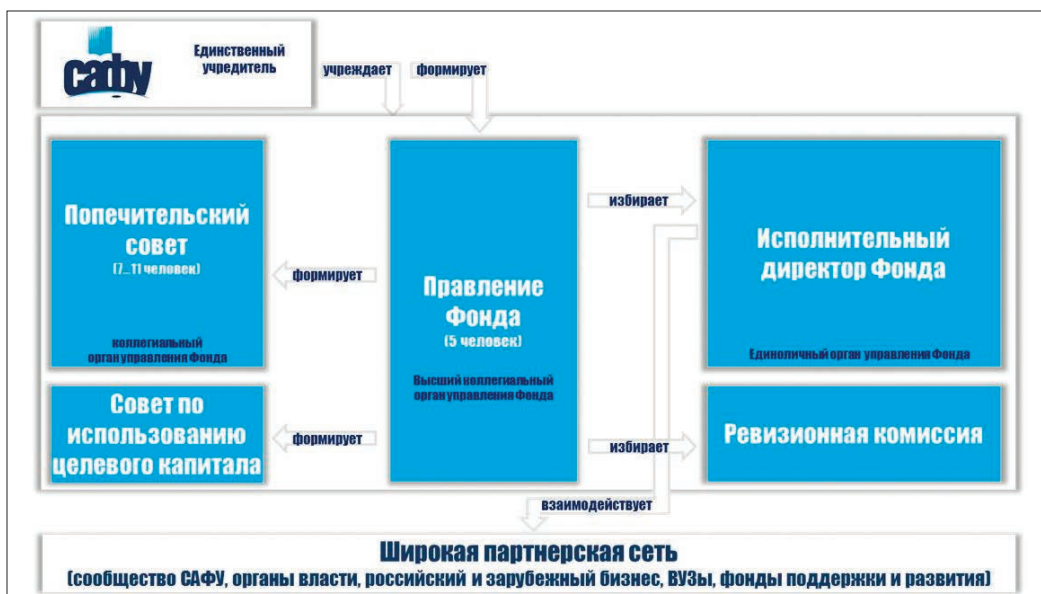 сафу
Единственный
учредитель
учреждает
формирует
Попечительский
совет
(7...11 человек)
коллегиальный
орган управления Фонда
формирует
Правление
Фонда
(5 человек)
Высший коллегиальный
орган управления Фонда
избирает
Исполнительный
директор Фонда
Единоличный орган управления Фонда
Совет по
использованию
целевого капитала
формирует
избирает
Ревизионная комиссия
взаимодействует
Широкая партнерская сеть
(сообщество САФУ, органы власти, российский и зарубежный бизнес, ВУЗы, фонды поддержки и развития)